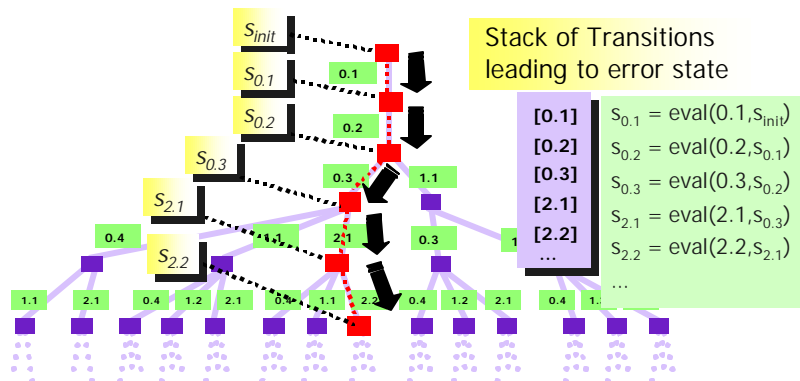 Stack of Transitions
leading to error state
s_init
s_0.1
s_0.2
s_0.3
s_2.1
s_2.2
0.1
0.2
0.3
1.1
0.4
1.1
2.1
0.3
1.1
2.1
0.4
1.2
2.1
0.4
1.1
2.2
0.4
1.2
2.1
0.4
2.1
[0.1]
[0.2]
[0.3]
[2.1]
[2.2]
...
s_0.1 = eval(0.1,s_init)
s_0.2 = eval(0.2,s_0.1)
s_0.3 = eval(0.3,s_0.2)
s_2.1 = eval(2.1,s_0.3)
s_2.2 = eval(2.2,s_2.1)
...